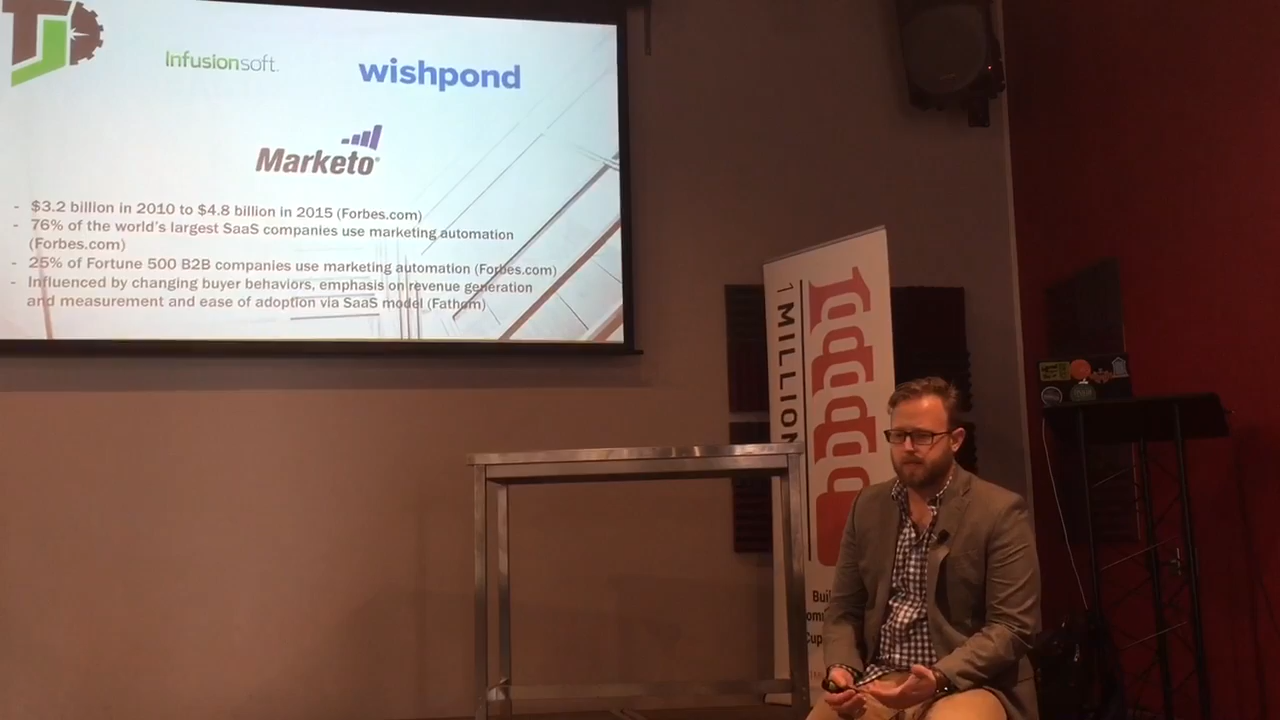 TJ
Infusionsoft.
wishpond
Marketo
- $3.2 billion in 2010 to $4.8 billion in 2015 (Forbes.com)
- 76% of the world's largest SaaS companies use marketing automation
(Forbes.com)
- 25% of Fortune 500 B2B companies use marketing automation (Forbes.com)
- Influenced by changing buyer behaviors, emphasis on revenue generation
and measurement and ease of adoption via SaaS model (Fathom)
1 MILLION